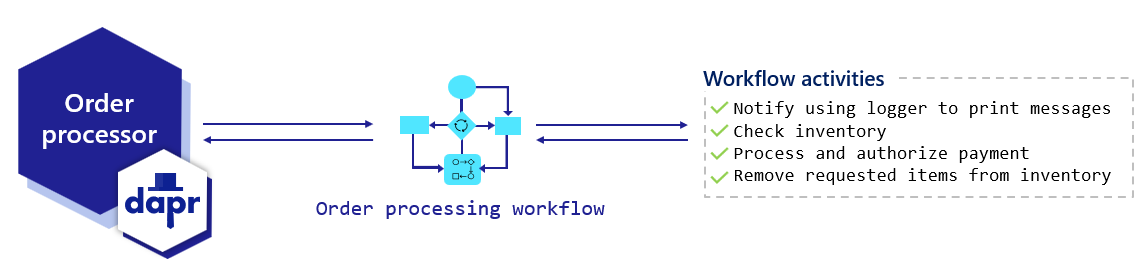 Order
processor
dapr
Order processing workflow
Workflow activities
Notify using logger to print messages
Check inventory
Process and authorize payment
Remove requested items from inventory